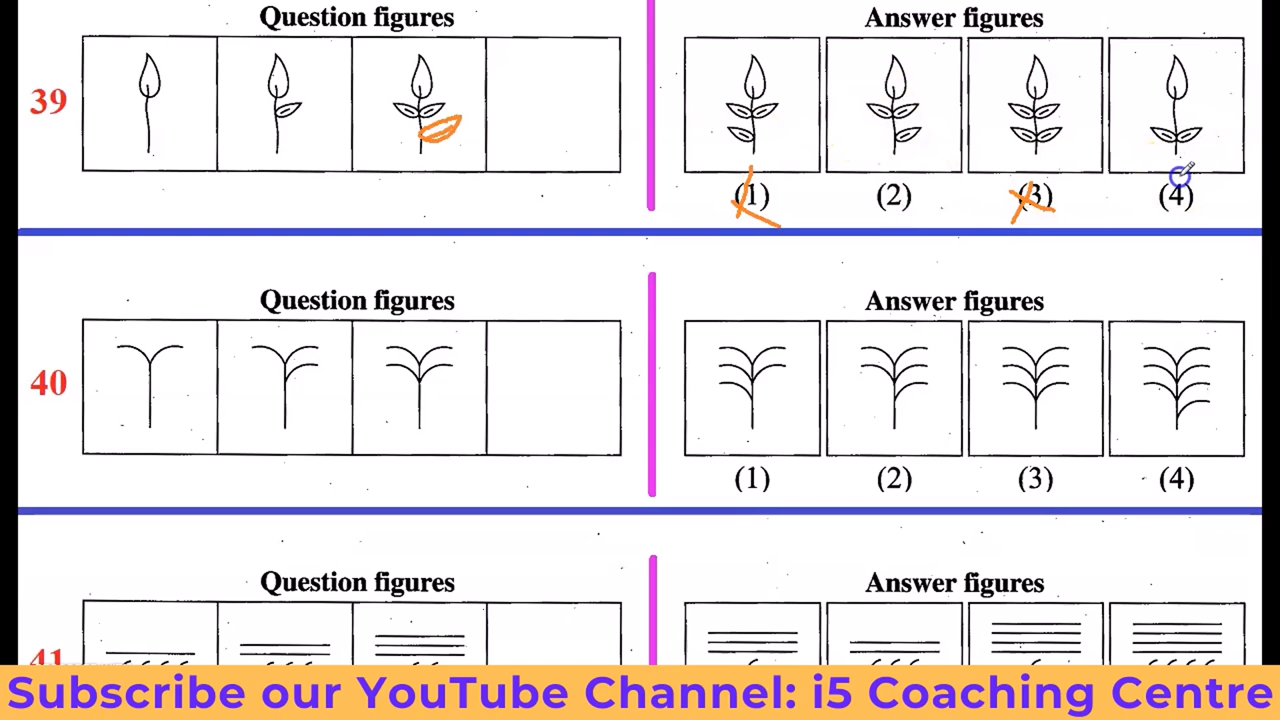 Question figures
Answer figures
39
(1) (2) (3) (4)
Question figures
Answer figures
40
(1) (2) (3) (4)
Question figures
Answer figures
41
Subscribe our YouTube Channel: i5 Coaching Centre